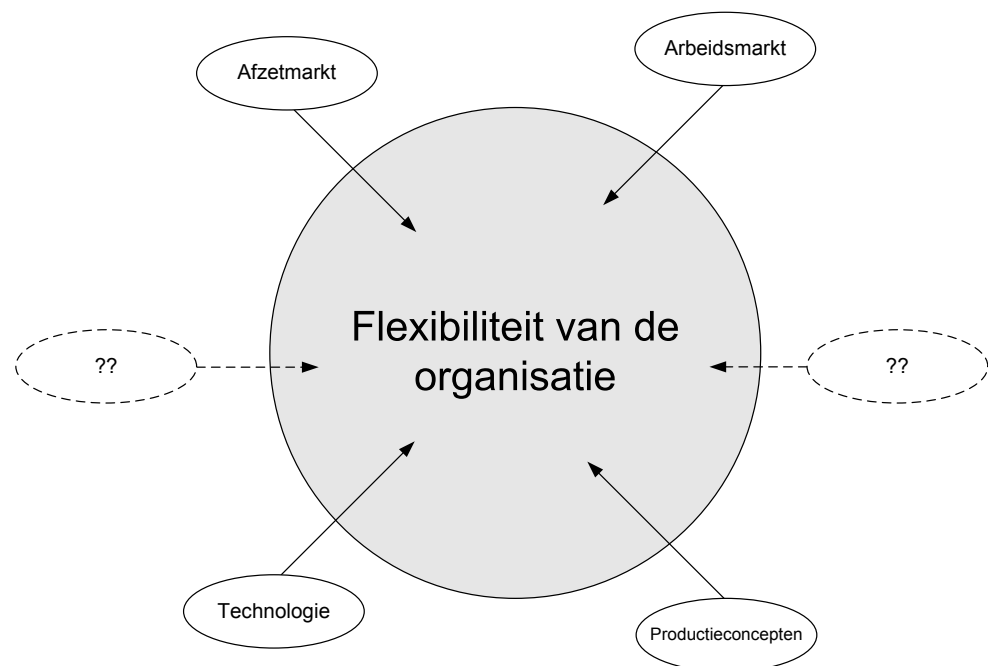 Afzetmarkt
Arbeidsmarkt
Flexibiliteit van de
organisatie
??
??
Technologie
Productieconcepten